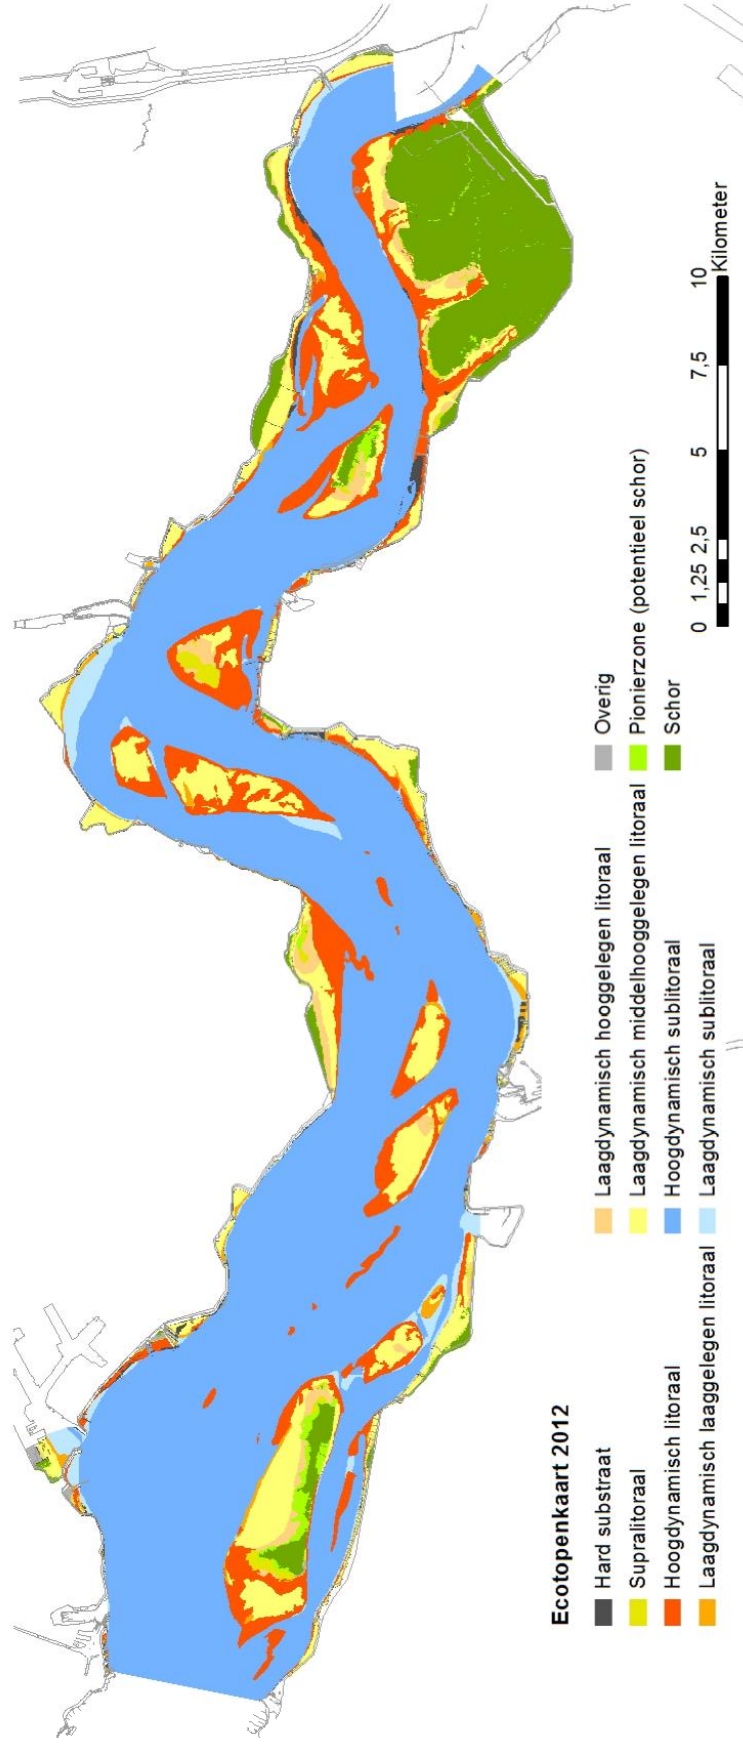 Ecotopenkaart 2012
Hard substraat
Supralitoraal
Hoogdynamisch litoraal
Laagdynamisch laaggelegen litoraal
Laagdynamisch hooggelegen litoraal
Laagdynamisch middelhooggelegen litoraal
Hoogdynamisch sublitoraal
Laagdynamisch sublitoraal
Overig
Pionierzone (potentieel schor)
Schor
0 1,25 2,5 5 7,5 10
Kilometer